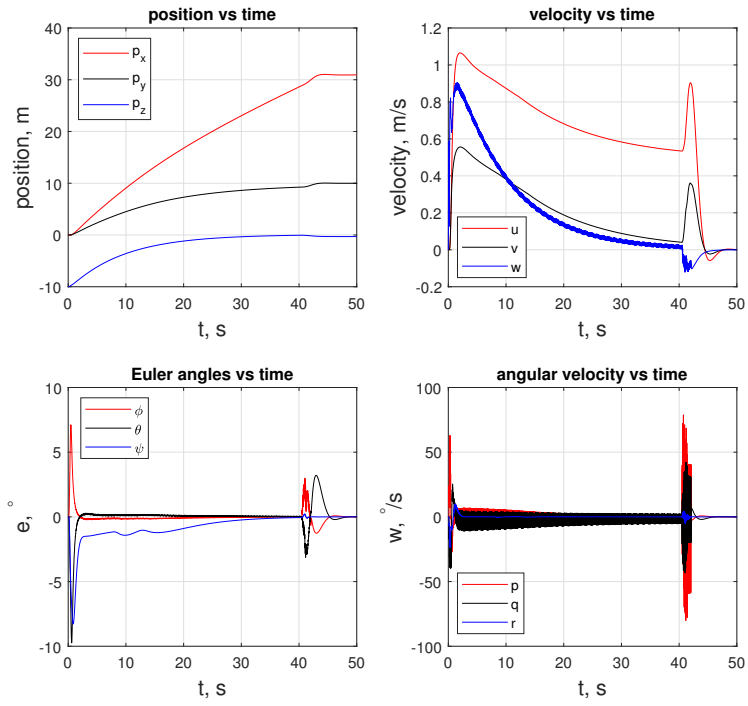 position vs time
40
30
20
10
0
-10
position, m
p_x
p_y
p_z
0 10 20 30 40 50
t, s
velocity vs time
1.2
1
0.8
0.6
0.4
0.2
0
-0.2
velocity, m/s
u
v
w
0 10 20 30 40 50
t, s
Euler angles vs time
10
5
0
-5
-10
e, °
ϕ
θ
ψ
0 10 20 30 40 50
t, s
angular velocity vs time
100
50
0
-50
-100
w, °/s
p
q
r
0 10 20 30 40 50
t, s